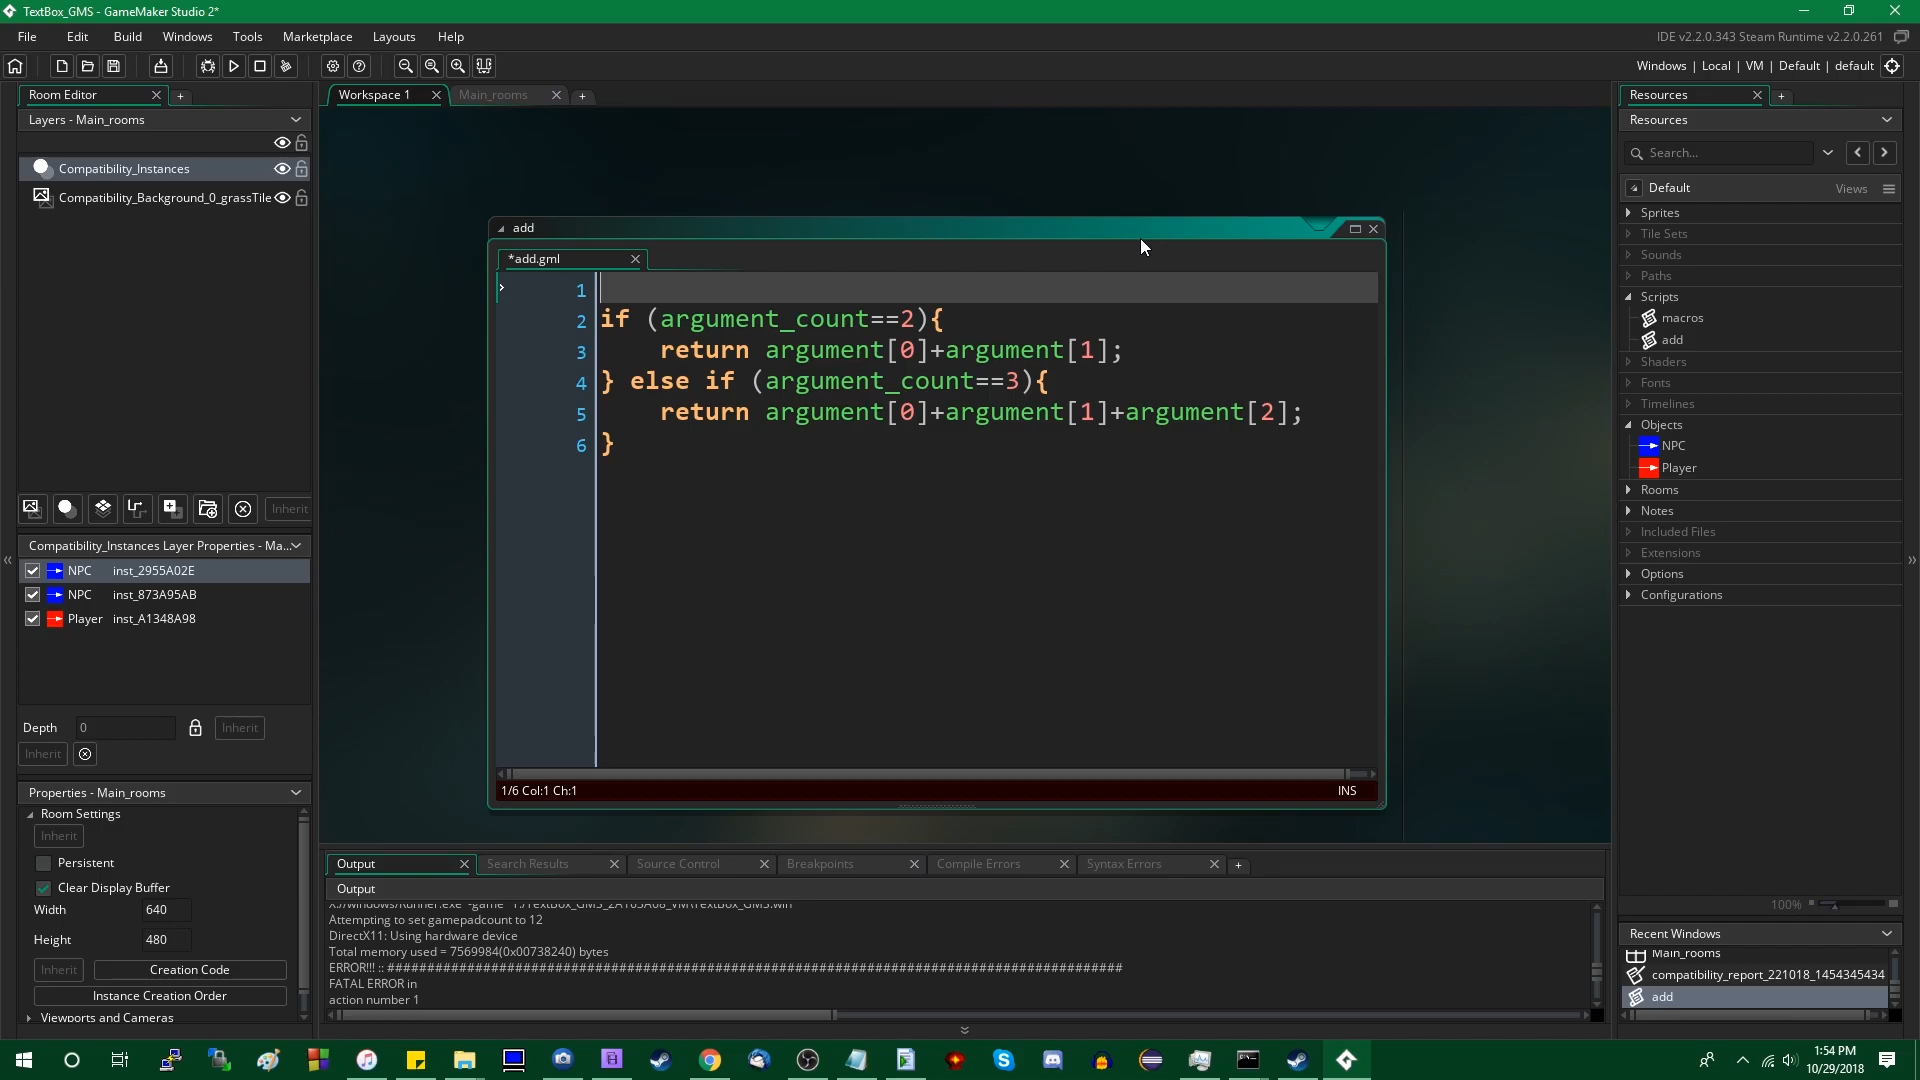 TextBox_GMS - GameMaker Studio 2*
File Edit Build Windows Tools Marketplace Layouts Help
IDE v2.2.0.343 Steam Runtime v2.2.0.261
Windows | Local | VM | Default | default
Room Editor
Layers - Main_rooms
Compatibility_Instances
Compatibility_Background_0_grassTile
Inherit
Compatibility_Instances Layer Properties - Ma...
NPC inst_2955A02E
NPC inst_873A95AB
Player inst_A1348A98
Depth 0 Inherit
Inherit
Properties - Main_rooms
Room Settings
Inherit
Persistent
Clear Display Buffer
Width 640
Height 480
Inherit Creation Code
Instance Creation Order
Viewports and Cameras
Workspace 1 Main_rooms
add
*add.gml
1
2 if (argument_count==2){
3 return argument[0]+argument[1];
4 } else if (argument_count==3){
5 return argument[0]+argument[1]+argument[2];
6 }
1/6 Col:1 Ch:1 INS
Output Search Results Source Control Breakpoints Compile Errors Syntax Errors
Output
Attempting to set gamepadcount to 12
DirectX11: Using hardware device
Total memory used = 7569984(0x00738240) bytes
FATAL ERROR in
action number 1
Resources
Resources
Search...
Default Views
Sprites
Tile Sets
Sounds
Paths
Scripts
macros
add
Shaders
Fonts
Timelines
Objects
NPC
Player
Rooms
Notes
Included Files
Extensions
Options
Configurations
100%
Recent Windows
Main_rooms
compatibility_report_221018_1454345434
add
1:54 PM
10/29/2018